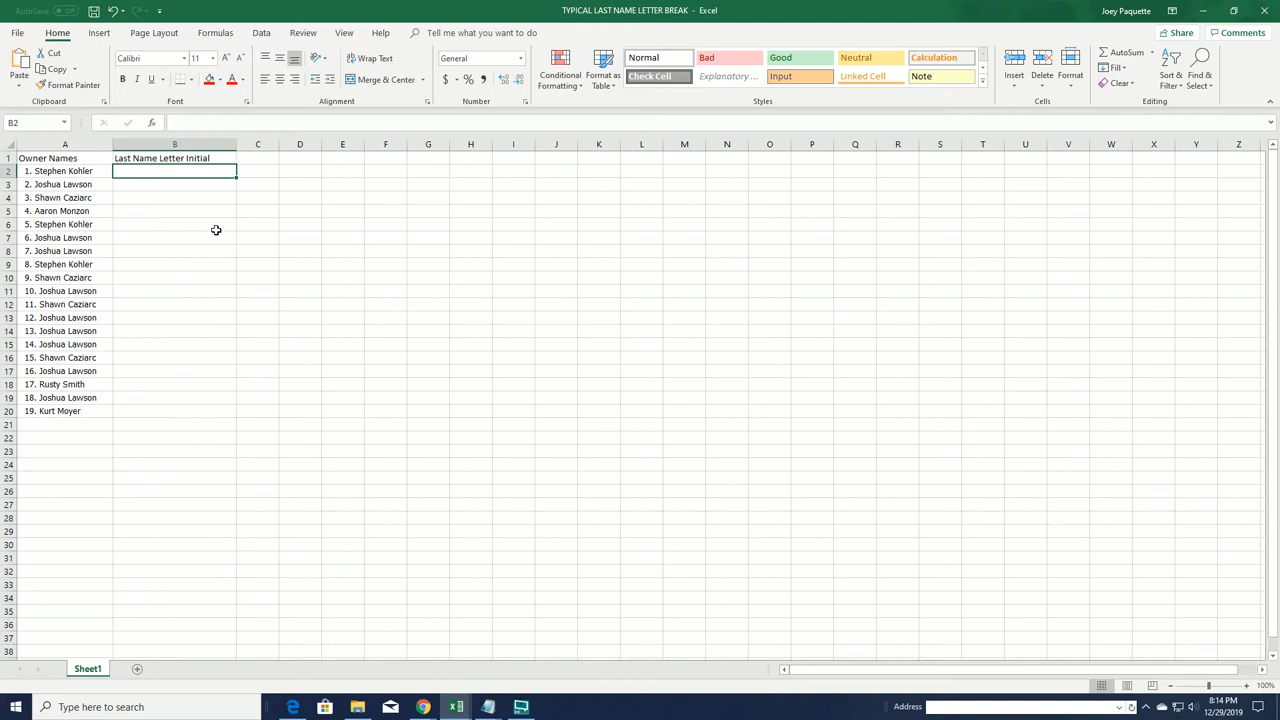 AutoSave Off TYPICAL LAST NAME LETTER BREAK - Excel Joey Paquette
File Home Insert Page Layout Formulas Data Review View Help Tell me what you want to do Share Comments
Paste Cut Copy Format Painter
Clipboard
Calibri 11 A A
B I U A
Font
ab Wrap Text
Merge & Center
Alignment
General
$ % 9
Number
Conditional Formatting Format as Table
Normal Bad Good Neutral Calculation
Check Cell Explanatory ... Input Linked Cell Note
Styles
Insert Delete Format
Cells
AutoSum Fill Clear
Sort & Filter Find & Select
Editing
B2 fx
A B C D E F G H I J K L M N O P Q R S T U V W X Y Z
1 Owner Names Last Name Letter Initial
2 1. Stephen Kohler
3 2. Joshua Lawson
4 3. Shawn Caziarc
5 4. Aaron Monzon
6 5. Stephen Kohler
7 6. Joshua Lawson
8 7. Joshua Lawson
9 8. Stephen Kohler
10 9. Shawn Caziarc
11 10. Joshua Lawson
12 11. Shawn Caziarc
13 12. Joshua Lawson
14 13. Joshua Lawson
15 14. Joshua Lawson
16 15. Shawn Caziarc
17 16. Joshua Lawson
18 17. Rusty Smith
19 18. Joshua Lawson
20 19. Kurt Moyer
21
22
23
24
25
26
27
28
29
30
31
32
33
34
35
36
37
38
Sheet1
100%
Type here to search Address 8:14 PM
12/29/2019